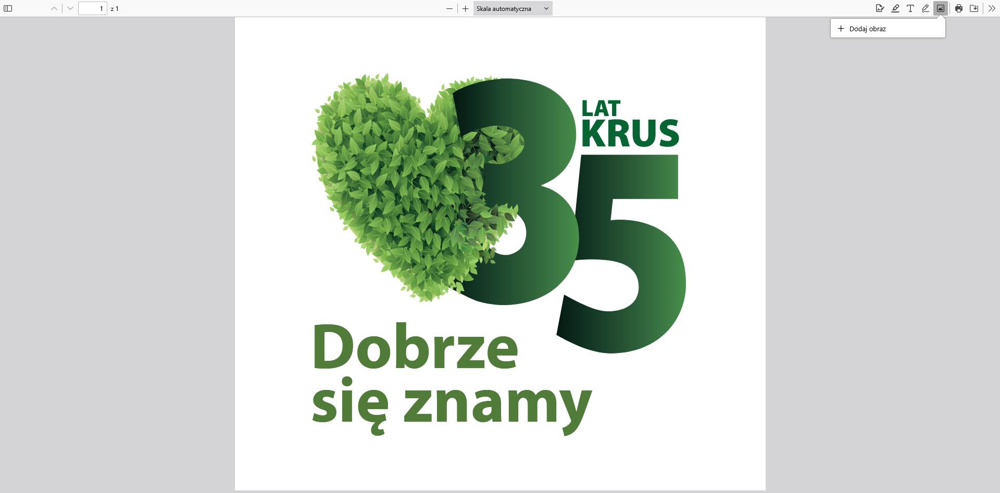 1 z 1
Skala automatyczna
Dodaj obraz
LAT
KRUS
35
Dobrze
się znamy